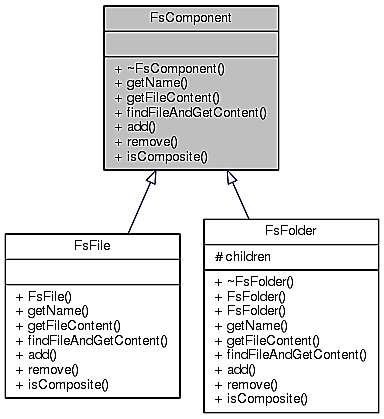 FsComponent
+ ~FsComponent()
+ getName()
+ getFileContent()
+ findFileAndGetContent()
+ add()
+ remove()
+ isComposite()
FsFile
+ FsFile()
+ getName()
+ getFileContent()
+ findFileAndGetContent()
+ add()
+ remove()
+ isComposite()
FsFolder
# children
+ ~FsFolder()
+ FsFolder()
+ FsFolder()
+ getName()
+ getFileContent()
+ findFileAndGetContent()
+ add()
+ remove()
+ isComposite()